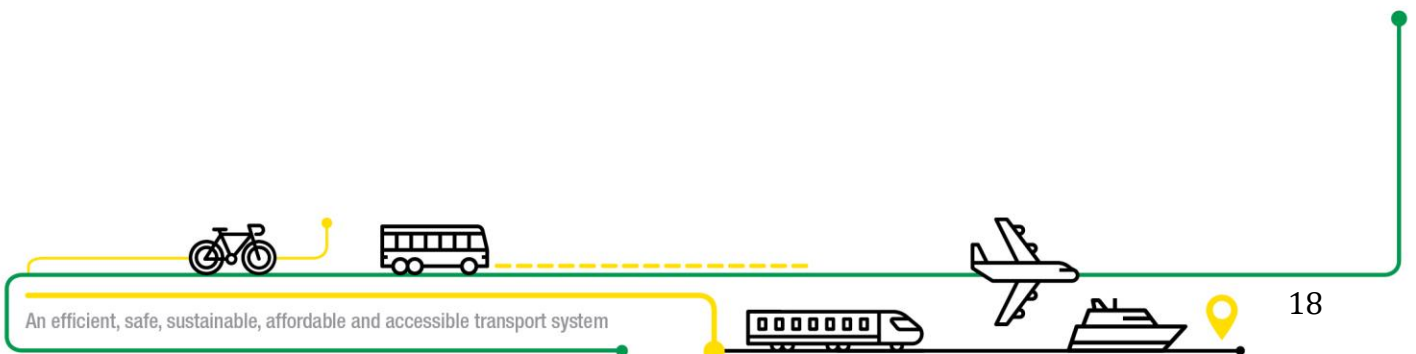 An efficient, safe, sustainable, affordable and accessible transport system
18